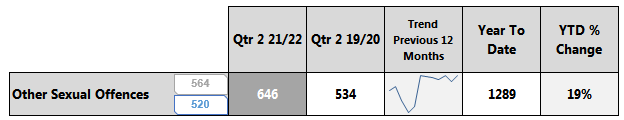 Qtr 2 21/22 Qtr 2 19/20 Trend Previous 12 Months Year To Date YTD % Change
Other Sexual Offences 564 520 646 534 1289 19%